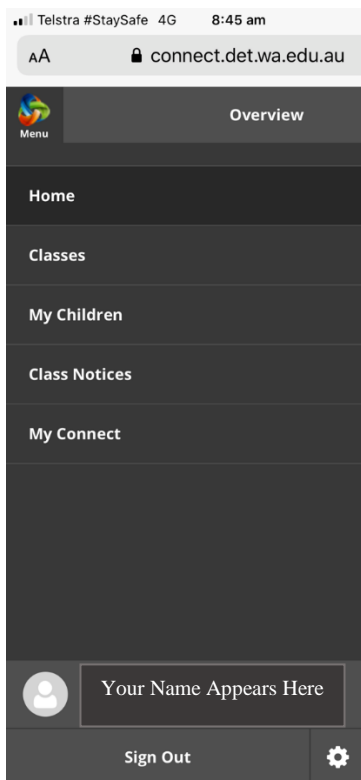 Telstra #StaySafe 4G 8:45 am
AA connect.det.wa.edu.au
Menu Overview
Home
Classes
My Children
Class Notices
My Connect
Your Name Appears Here
Sign Out